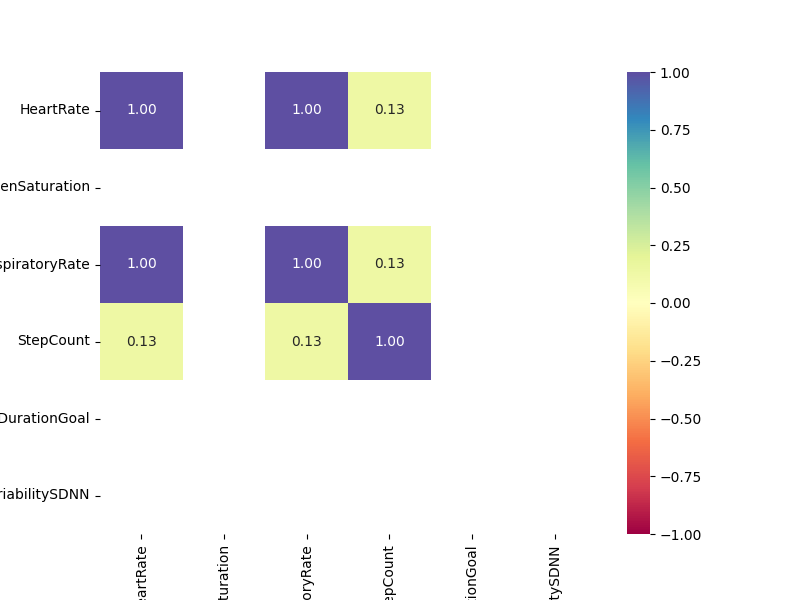 HeartRate
1.00 1.00 0.13
enSaturation
spiratoryRate
1.00 1.00 0.13
StepCount
0.13 0.13 1.00
DurationGoal
riabilitySDNN
eartRate
turation
oryRate
epCount
ionGoal
tySDNN
1.00
0.75
0.50
0.25
0.00
−0.25
−0.50
−0.75
−1.00